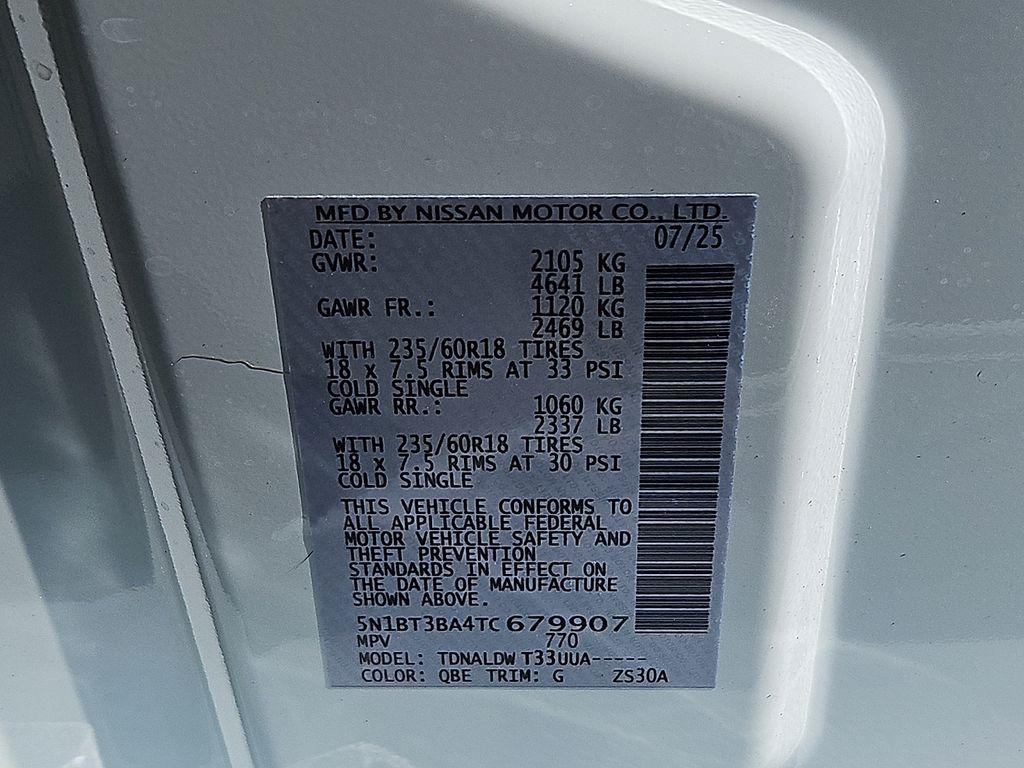 MFD BY NISSAN MOTOR CO., LTD.
DATE: 07/25
GVWR: 2105 KG
4641 LB
GAWR FR.: 1120 KG
2469 LB
WITH 235/60R18 TIRES
18 x 7.5 RIMS AT 33 PSI
COLD SINGLE
GAWR RR.: 1060 KG
2337 LB
WITH 235/60R18 TIRES
18 x 7.5 RIMS AT 30 PSI
COLD SINGLE
THIS VEHICLE CONFORMS TO
ALL APPLICABLE FEDERAL
MOTOR VEHICLE SAFETY AND
THEFT PREVENTION
STANDARDS IN EFFECT ON
THE DATE OF MANUFACTURE
SHOWN ABOVE.
5N1BT3BA4TC679907
MPV 770
MODEL: TDNALDW T33UUA-----
COLOR: QBE TRIM: G ZS30A